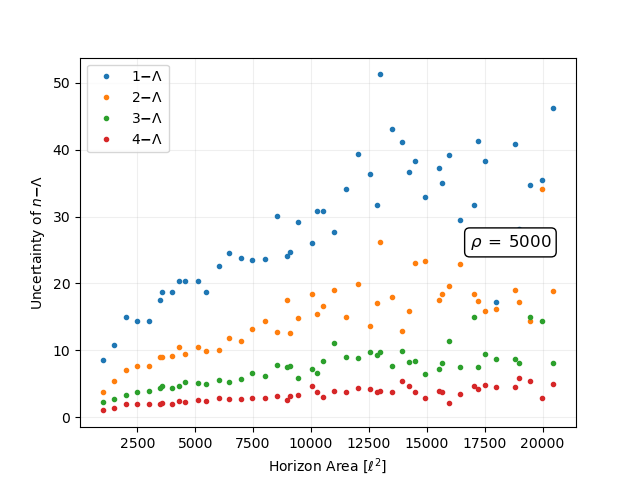 1−Λ
2−Λ
3−Λ
4−Λ
ρ = 5000
Uncertainty of n−Λ
50
40
30
20
10
0
2500 5000 7500 10000 12500 15000 17500 20000
Horizon Area [ℓ²]